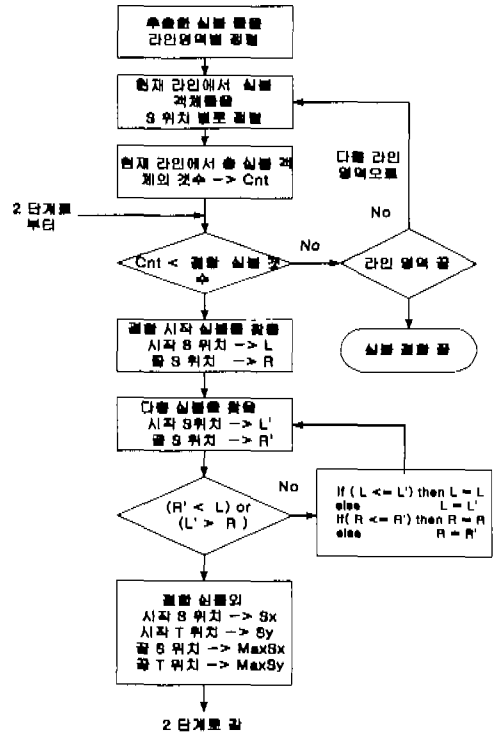 추출한 심볼 들을
라인영역별 정렬
현재 라인에서 심볼
객체들을
S 위치 별로 정렬
현재 라인에서 총 심볼 객
체의 갯수 -> Cnt
다음 라인
영역으로
No
2 단계로
부터
Cnt < 결합 심볼 갯
수
No
라인 영역 끝
결합 시작 심볼을 찾음
시작 S 위치 -> L
끝 S 위치 -> R
심볼 결합 끝
다음 심볼을 찾음
시작 S위치 -> L'
끝 S 위치 -> R'
(R' < L) or
(L' > R )
No
If ( L <= L') then L = L
else L = L'
If( R <= R') then R = R
else R = R'
결합 심볼의
시작 S 위치 -> Sx
시작 T 위치 -> Sy
끝 S 위치 -> MaxSx
끝 T 위치 -> MaxSy
2 단계로 감